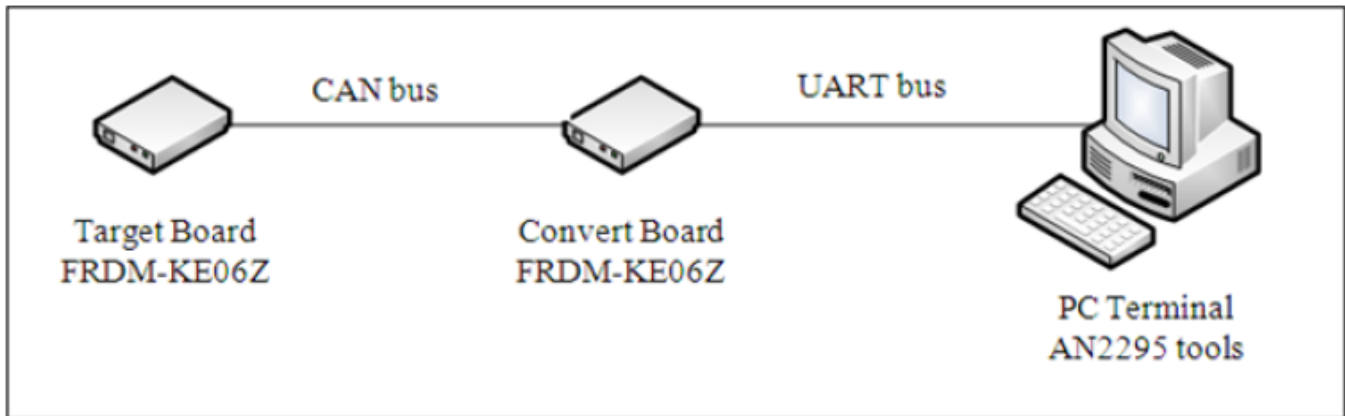 CAN bus
UART bus
Target Board
FRDM-KE06Z
Convert Board
FRDM-KE06Z
PC Terminal
AN2295 tools